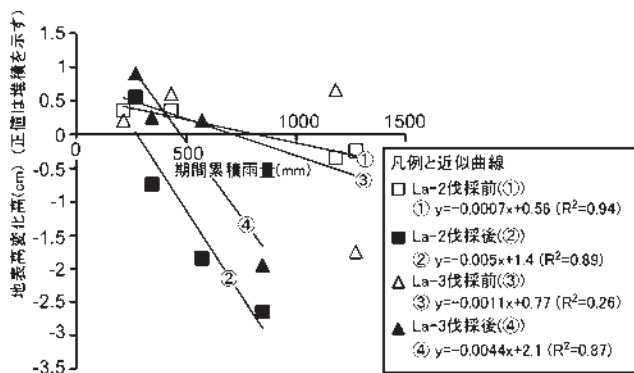 地表高変化高(cm) (正値は堆積を示す)
1.5
1
0.5
0
-0.5
-1
-1.5
-2
-2.5
-3
-3.5
500
1000
1500
期間累積雨(mm)
①
③
④
②
凡例と近似曲線
La-2伐採前(①)
① y=-0.0007x+0.56 (R²=0.94)
La-2伐採後(②)
② y=-0.005x+1.4 (R²=0.89)
La-3伐採前(③)
③ y=-0.0011x+0.77 (R²=0.26)
La-3伐採後(④)
④ y=-0.0044x+2.1 (R²=0.87)